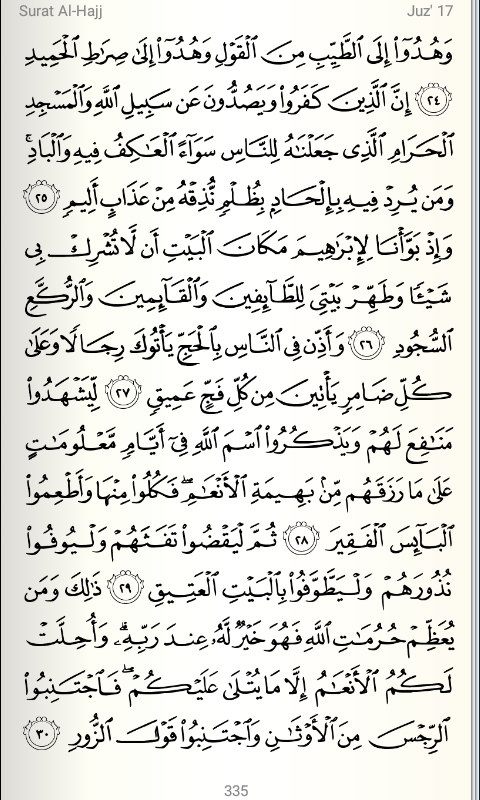 Surat Al-Hajj Juz' 17
وَهُدُوٓا۟ إِلَى ٱلطَّيِّبِ مِنَ ٱلْقَوْلِ وَهُدُوٓا۟ إِلَىٰ صِرَٰطِ ٱلْحَمِيدِ
٢٤ إِنَّ ٱلَّذِينَ كَفَرُوا۟ وَيَصُدُّونَ عَن سَبِيلِ ٱللَّهِ وَٱلْمَسْجِدِ
ٱلْحَرَامِ ٱلَّذِى جَعَلْنَٰهُ لِلنَّاسِ سَوَآءً ٱلْعَٰكِفُ فِيهِ وَٱلْبَادِ ۚ
وَمَن يُرِدْ فِيهِ بِإِلْحَادٍۭ بِظُلْمٍ نُّذِقْهُ مِنْ عَذَابٍ أَلِيمٍ ٢٥
وَإِذْ بَوَّأْنَا لِإِبْرَٰهِيمَ مَكَانَ ٱلْبَيْتِ أَن لَّا تُشْرِكْ بِى
شَيْـًٔا وَطَهِّرْ بَيْتِىَ لِلطَّآئِفِينَ وَٱلْقَآئِمِينَ وَٱلرُّكَّعِ
ٱلسُّجُودِ ٢٦ وَأَذِّن فِى ٱلنَّاسِ بِٱلْحَجِّ يَأْتُوكَ رِجَالًا وَعَلَىٰ
كُلِّ ضَامِرٍ يَأْتِينَ مِن كُلِّ فَجٍّ عَمِيقٍ ٢٧ لِّيَشْهَدُوا۟
مَنَٰفِعَ لَهُمْ وَيَذْكُرُوا۟ ٱسْمَ ٱللَّهِ فِىٓ أَيَّامٍ مَّعْلُومَٰتٍ
عَلَىٰ مَا رَزَقَهُم مِّنۢ بَهِيمَةِ ٱلْأَنْعَٰمِ ۖ فَكُلُوا۟ مِنْهَا وَأَطْعِمُوا۟
ٱلْبَآئِسَ ٱلْفَقِيرَ ٢٨ ثُمَّ لْيَقْضُوا۟ تَفَثَهُمْ وَلْيُوفُوا۟
نُذُورَهُمْ وَلْيَطَّوَّفُوا۟ بِٱلْبَيْتِ ٱلْعَتِيقِ ٢٩ ذَٰلِكَ وَمَن
يُعَظِّمْ حُرُمَٰتِ ٱللَّهِ فَهُوَ خَيْرٌ لَّهُۥ عِندَ رَبِّهِۦ ۗ وَأُحِلَّتْ
لَكُمُ ٱلْأَنْعَٰمُ إِلَّا مَا يُتْلَىٰ عَلَيْكُمْ ۖ فَٱجْتَنِبُوا۟
ٱلرِّجْسَ مِنَ ٱلْأَوْثَٰنِ وَٱجْتَنِبُوا۟ قَوْلَ ٱلزُّورِ ٣٠
335